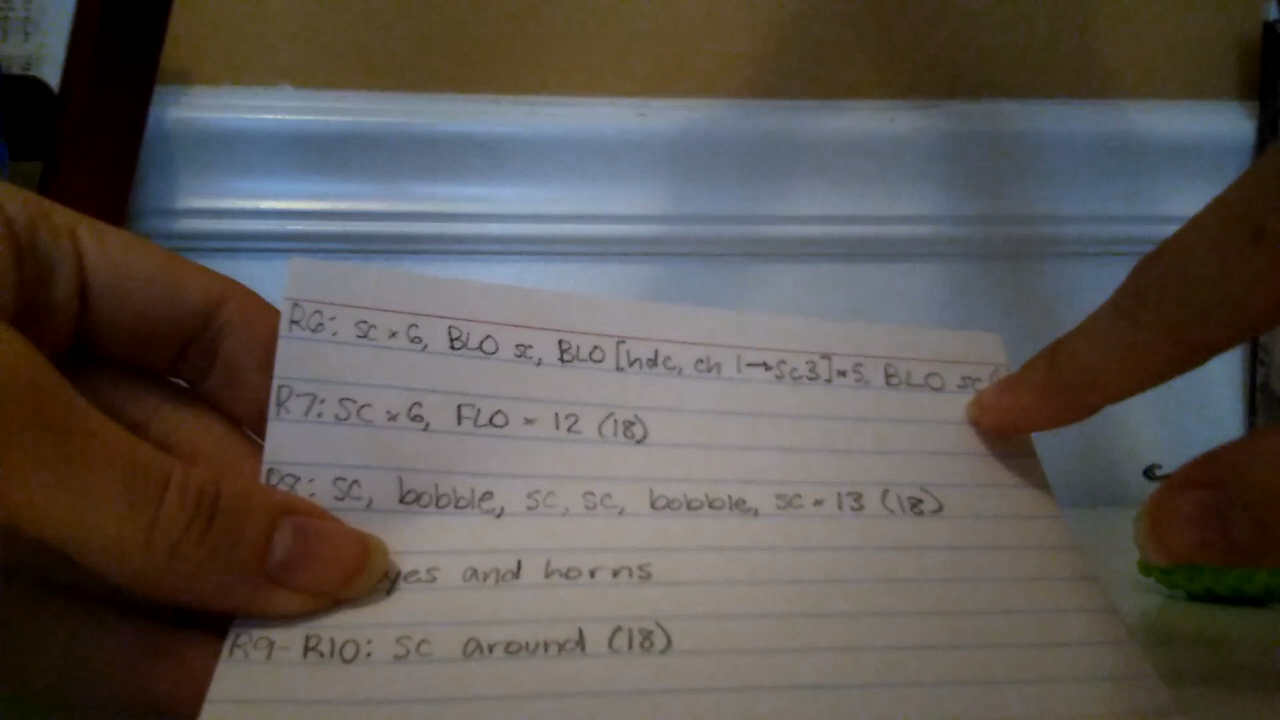 R6: sc × 6, BLO sc, BLO [hdc, ch 1→sc3]×5, BLO sc
R7: sc × 6, FLO × 12 (18)
R8: sc, bobble, sc, sc, bobble, sc × 13 (18)
and horns
R9-R10: sc around (18)